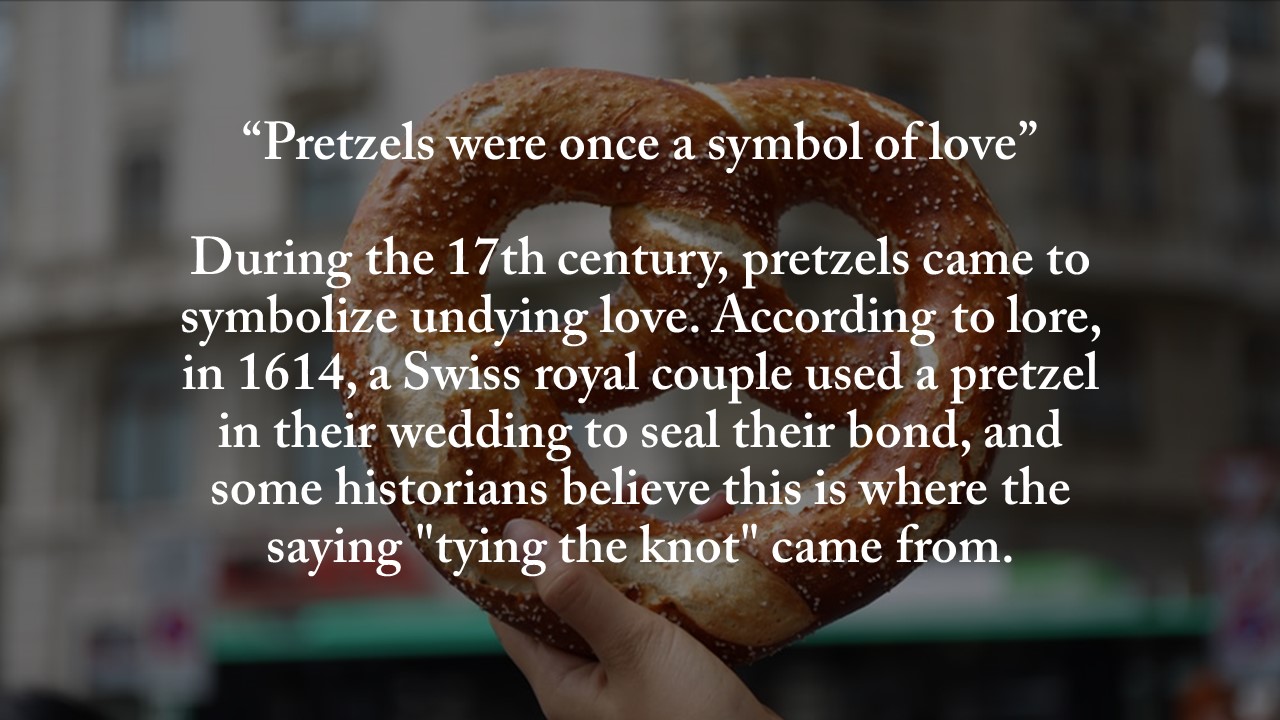 “Pretzels were once a symbol of love”
During the 17th century, pretzels came to
symbolize undying love. According to lore,
in 1614, a Swiss royal couple used a pretzel
in their wedding to seal their bond, and
some historians believe this is where the
saying "tying the knot" came from.